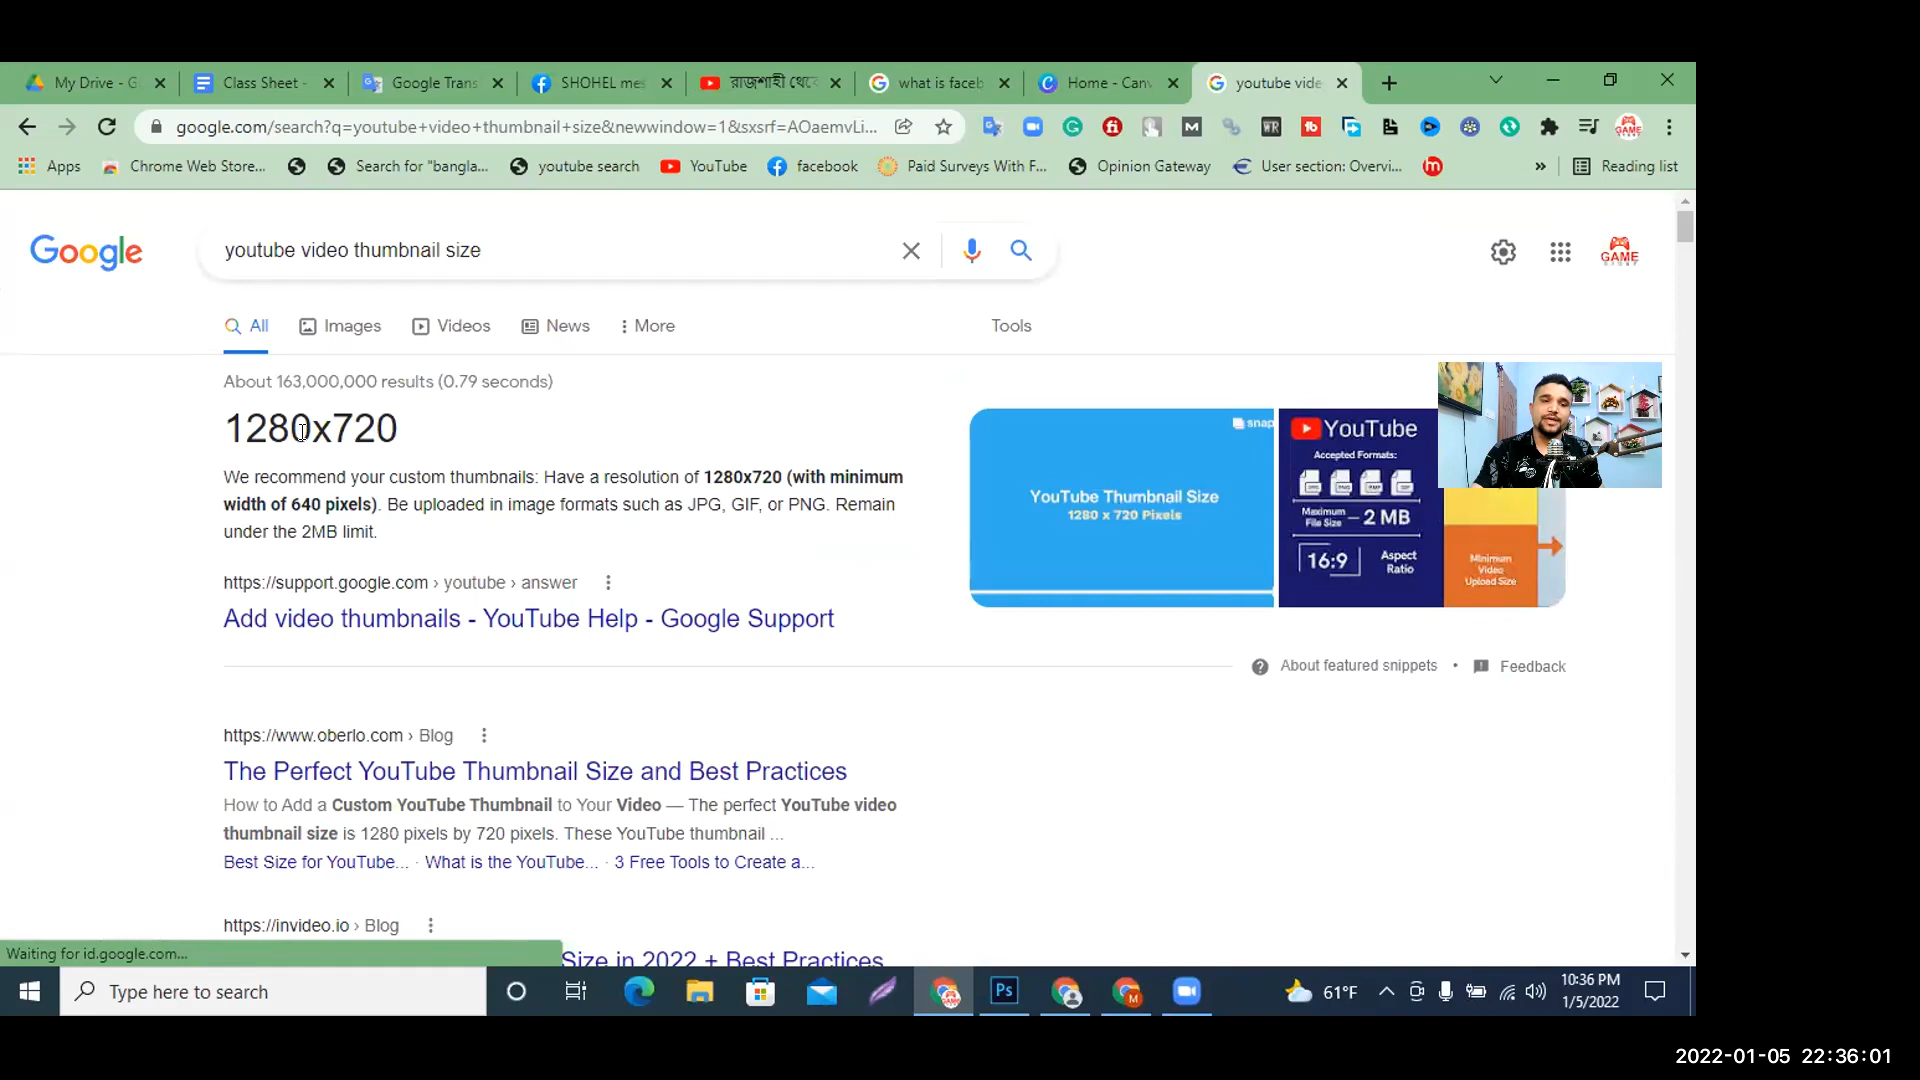 My Drive - G
Class Sheet -
Google Trans
SHOHEL mes
রাজশাহী থেকে
what is faceb
Home - Canv
youtube vide
google.com/search?q=youtube+video+thumbnail+size&newwindow=1&sxsrf=AOaemvLi...
Apps
Chrome Web Store...
Search for "bangla...
youtube search
YouTube
facebook
Paid Surveys With F...
Opinion Gateway
User section: Overvi...
»
Reading list
Google
youtube video thumbnail size
GAME
All
Images
Videos
News
More
Tools
About 163,000,000 results (0.79 seconds)
1280x720
We recommend your custom thumbnails: Have a resolution of 1280x720 (with minimum
width of 640 pixels). Be uploaded in image formats such as JPG, GIF, or PNG. Remain
under the 2MB limit.
https://support.google.com › youtube › answer
Add video thumbnails - YouTube Help - Google Support
snap
YouTube Thumbnail Size
1280 x 720 Pixels
YouTube
Accepted Formats:
Maximum
File Size – 2 MB
16:9
Aspect
Ratio
Minimum
Video
Upload Size
About featured snippets • Feedback
https://www.oberlo.com › Blog
The Perfect YouTube Thumbnail Size and Best Practices
How to Add a Custom YouTube Thumbnail to Your Video — The perfect YouTube video
thumbnail size is 1280 pixels by 720 pixels. These YouTube thumbnail ...
Best Size for YouTube... · What is the YouTube... · 3 Free Tools to Create a...
https://invideo.io › Blog
Size in 2022 + Best Practices
Waiting for id.google.com...
Type here to search
Ps
M
61°F
10:36 PM
1/5/2022
2022-01-05 22:36:01